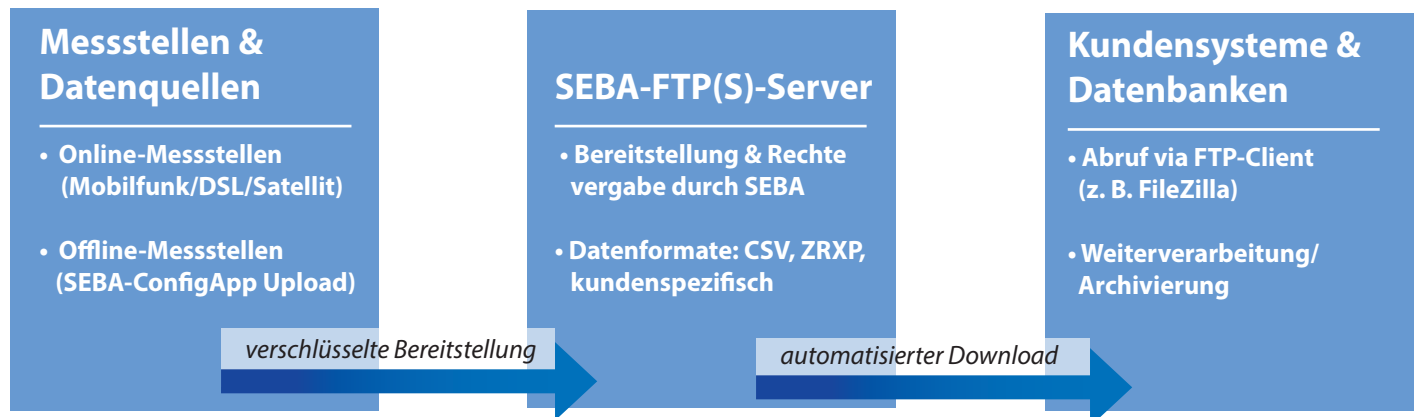 Messstellen &
Datenquellen
• Online-Messstellen
(Mobilfunk/DSL/Satellit)
• Offline-Messstellen
(SEBA-ConfigApp Upload)
verschlüsselte Bereitstellung
SEBA-FTP(S)-Server
• Bereitstellung & Rechte
vergabe durch SEBA
• Datenformate: CSV, ZRXP,
kundenspezifisch
automatisierter Download
Kundensysteme &
Datenbanken
• Abruf via FTP-Client
(z. B. FileZilla)
• Weiterverarbeitung/
Archivierung